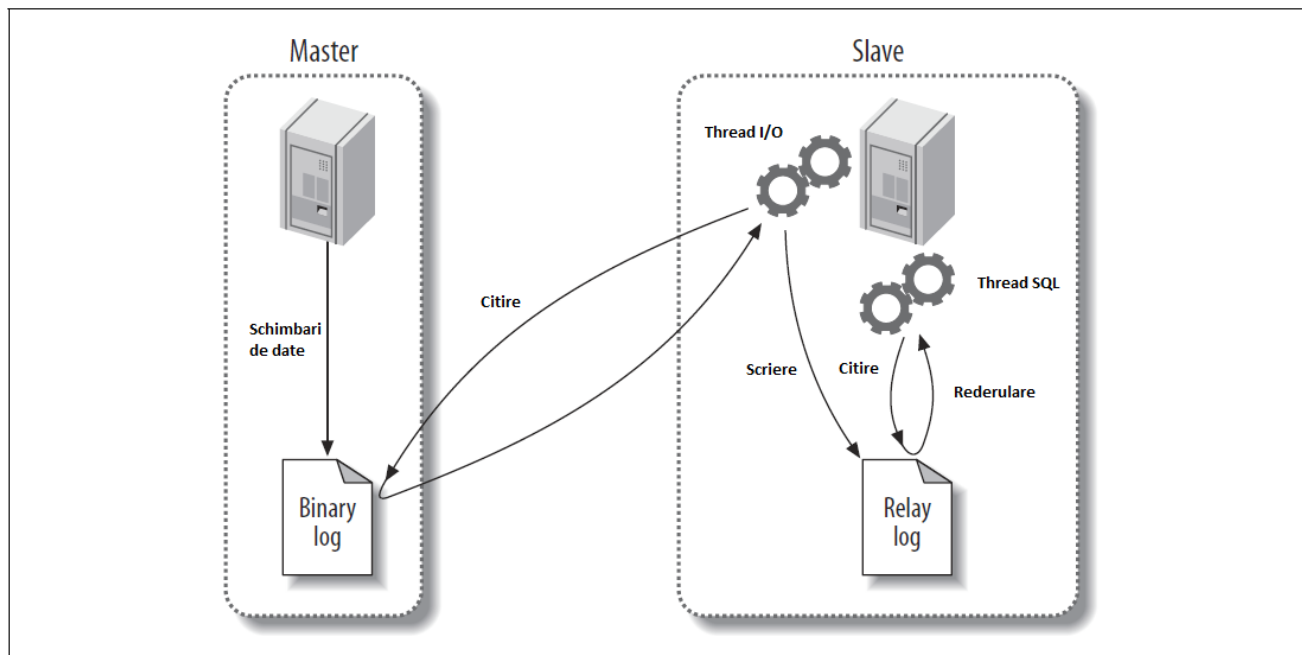 Master
Slave
Thread I/O
Thread SQL
Citire
Schimbari
de date
Scriere
Citire
Rederulare
Binary
log
Relay
log